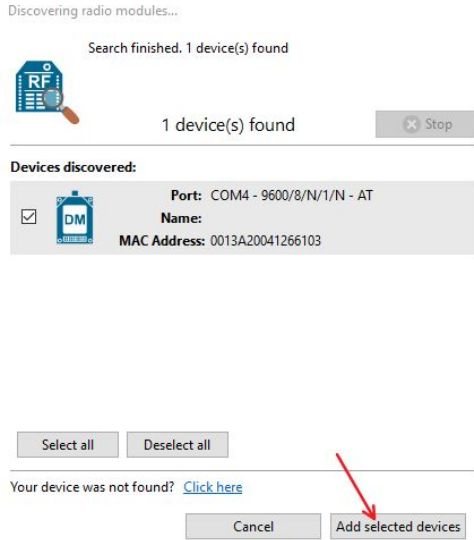 Discovering radio modules...
Search finished. 1 device(s) found
RF
1 device(s) found
Stop
Devices discovered:
Port: COM4 - 9600/8/N/1/N - AT
DM
Name:
MAC Address: 0013A20041266103
Select all
Deselect all
Your device was not found? Click here
Cancel
Add selected devices